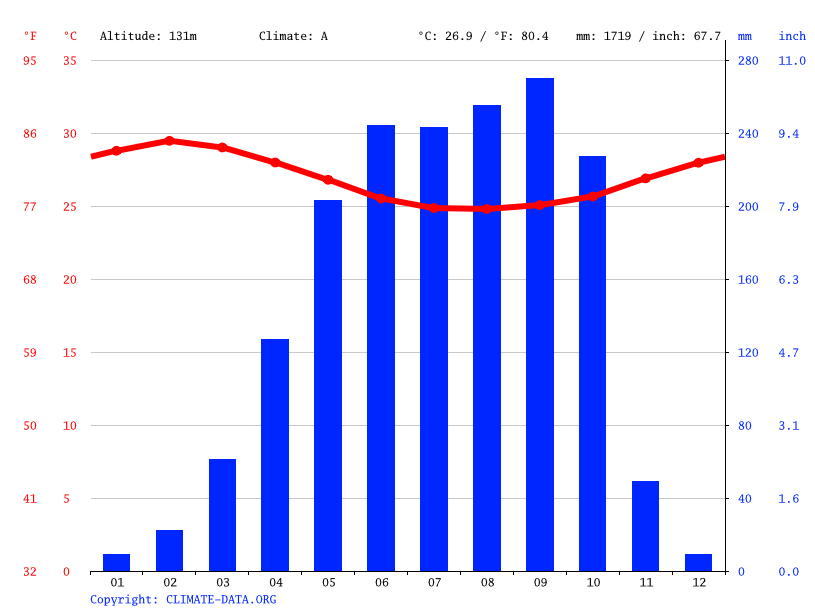 °F °C Altitude: 131m Climate: A °C: 26.9 / °F: 80.4 mm: 1719 / inch: 67.7 mm inch
95 35 280 11.0
86 30 240 9.4
77 25 200 7.9
68 20 160 6.3
59 15 120 4.7
50 10 80 3.1
41 5 40 1.6
32 0 0 0.0
01 02 03 04 05 06 07 08 09 10 11 12
Copyright: CLIMATE-DATA.ORG